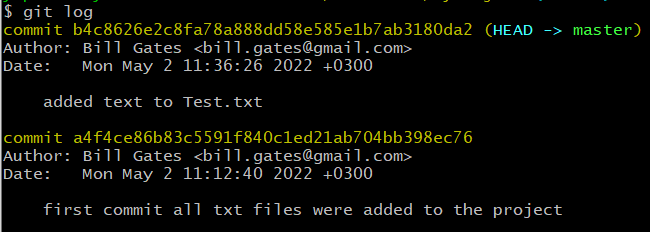 $ git log
commit b4c8626e2c8fa78a888dd58e585e1b7ab3180da2 (HEAD -> master)
Author: Bill Gates <bill.gates@gmail.com>
Date:   Mon May 2 11:36:26 2022 +0300
added text to Test.txt
commit a4f4ce86b83c5591f840c1ed21ab704bb398ec76
Author: Bill Gates <bill.gates@gmail.com>
Date:   Mon May 2 11:12:40 2022 +0300
first commit all txt files were added to the project